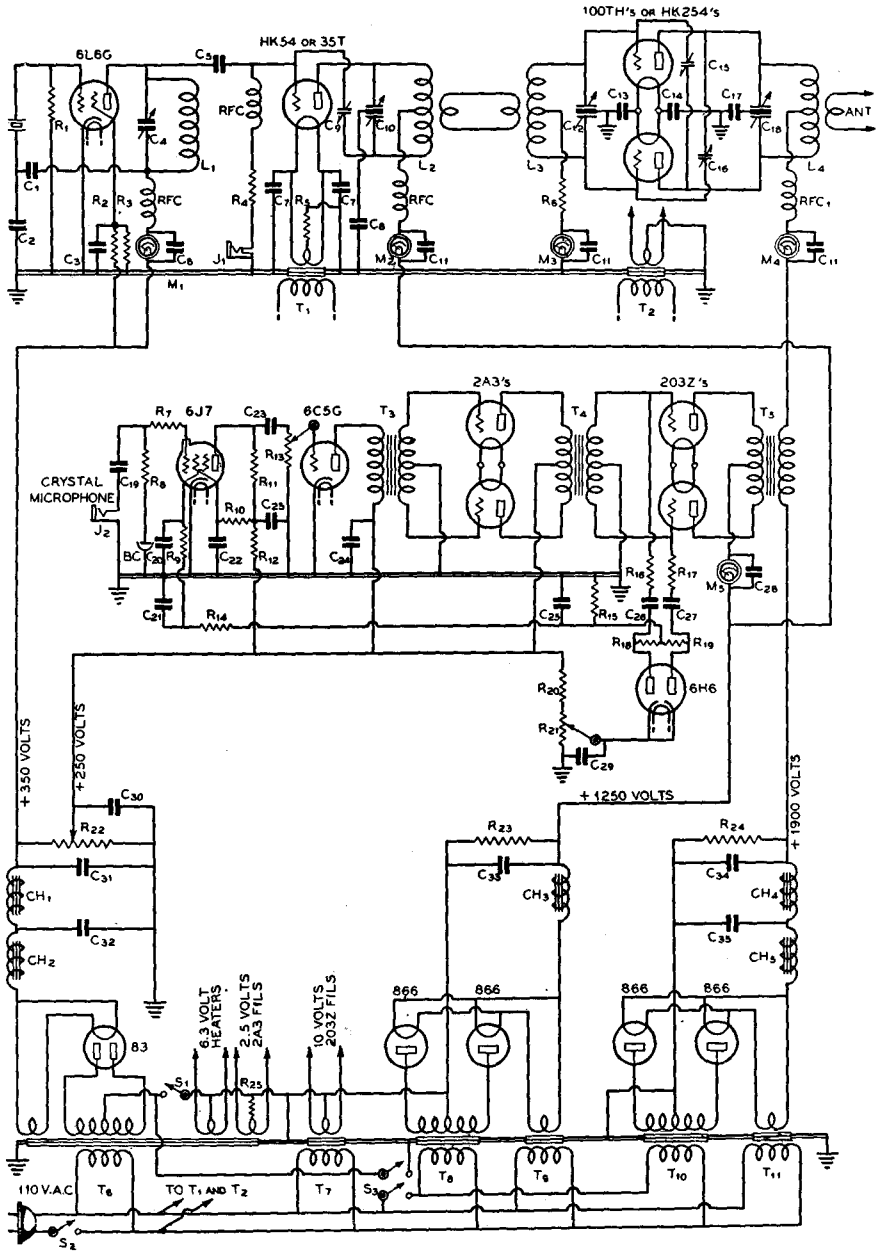 100TH's OR HK254's
6L6G
C5
HK54 OR 35T
RFC
R1
C4
L1
C9
C10
L2
L3
C12
C13
C14
C15
C17
C18
L4
ANT
C16
C1
C2
R2
R3
RFC
R4
C7
R5
C7
C8
RFC
R6
RFC1
C3
C6
J1
M2
C11
M3
C11
M4
C11
M1
T1
T2
6J7
C23
6C5G
T3
2A3's
T4
203Z's
T5
R7
R13
CRYSTAL
MICROPHONE
C19
R8
R11
R10
C25
J2
BC
C20
R9
C22
R12
C24
R16
R17
M5
C28
C21
R14
C25
R15
C26
C27
R18
R19
6H6
R20
R21
C29
+350 VOLTS
+250 VOLTS
+1250 VOLTS
+1900 VOLTS
C30
R22
R23
R24
C31
C33
C34
CH1
CH3
CH4
C32
C35
CH2
CH5
83
6.3 VOLT
HEATERS
2.5 VOLTS
2A3 FILS
10 VOLTS
203Z FILS
866
866
866
866
S1
R25
110 V.A.C
T6
TO T1 AND T2
T7
S3
T8
T9
T10
T11
S2